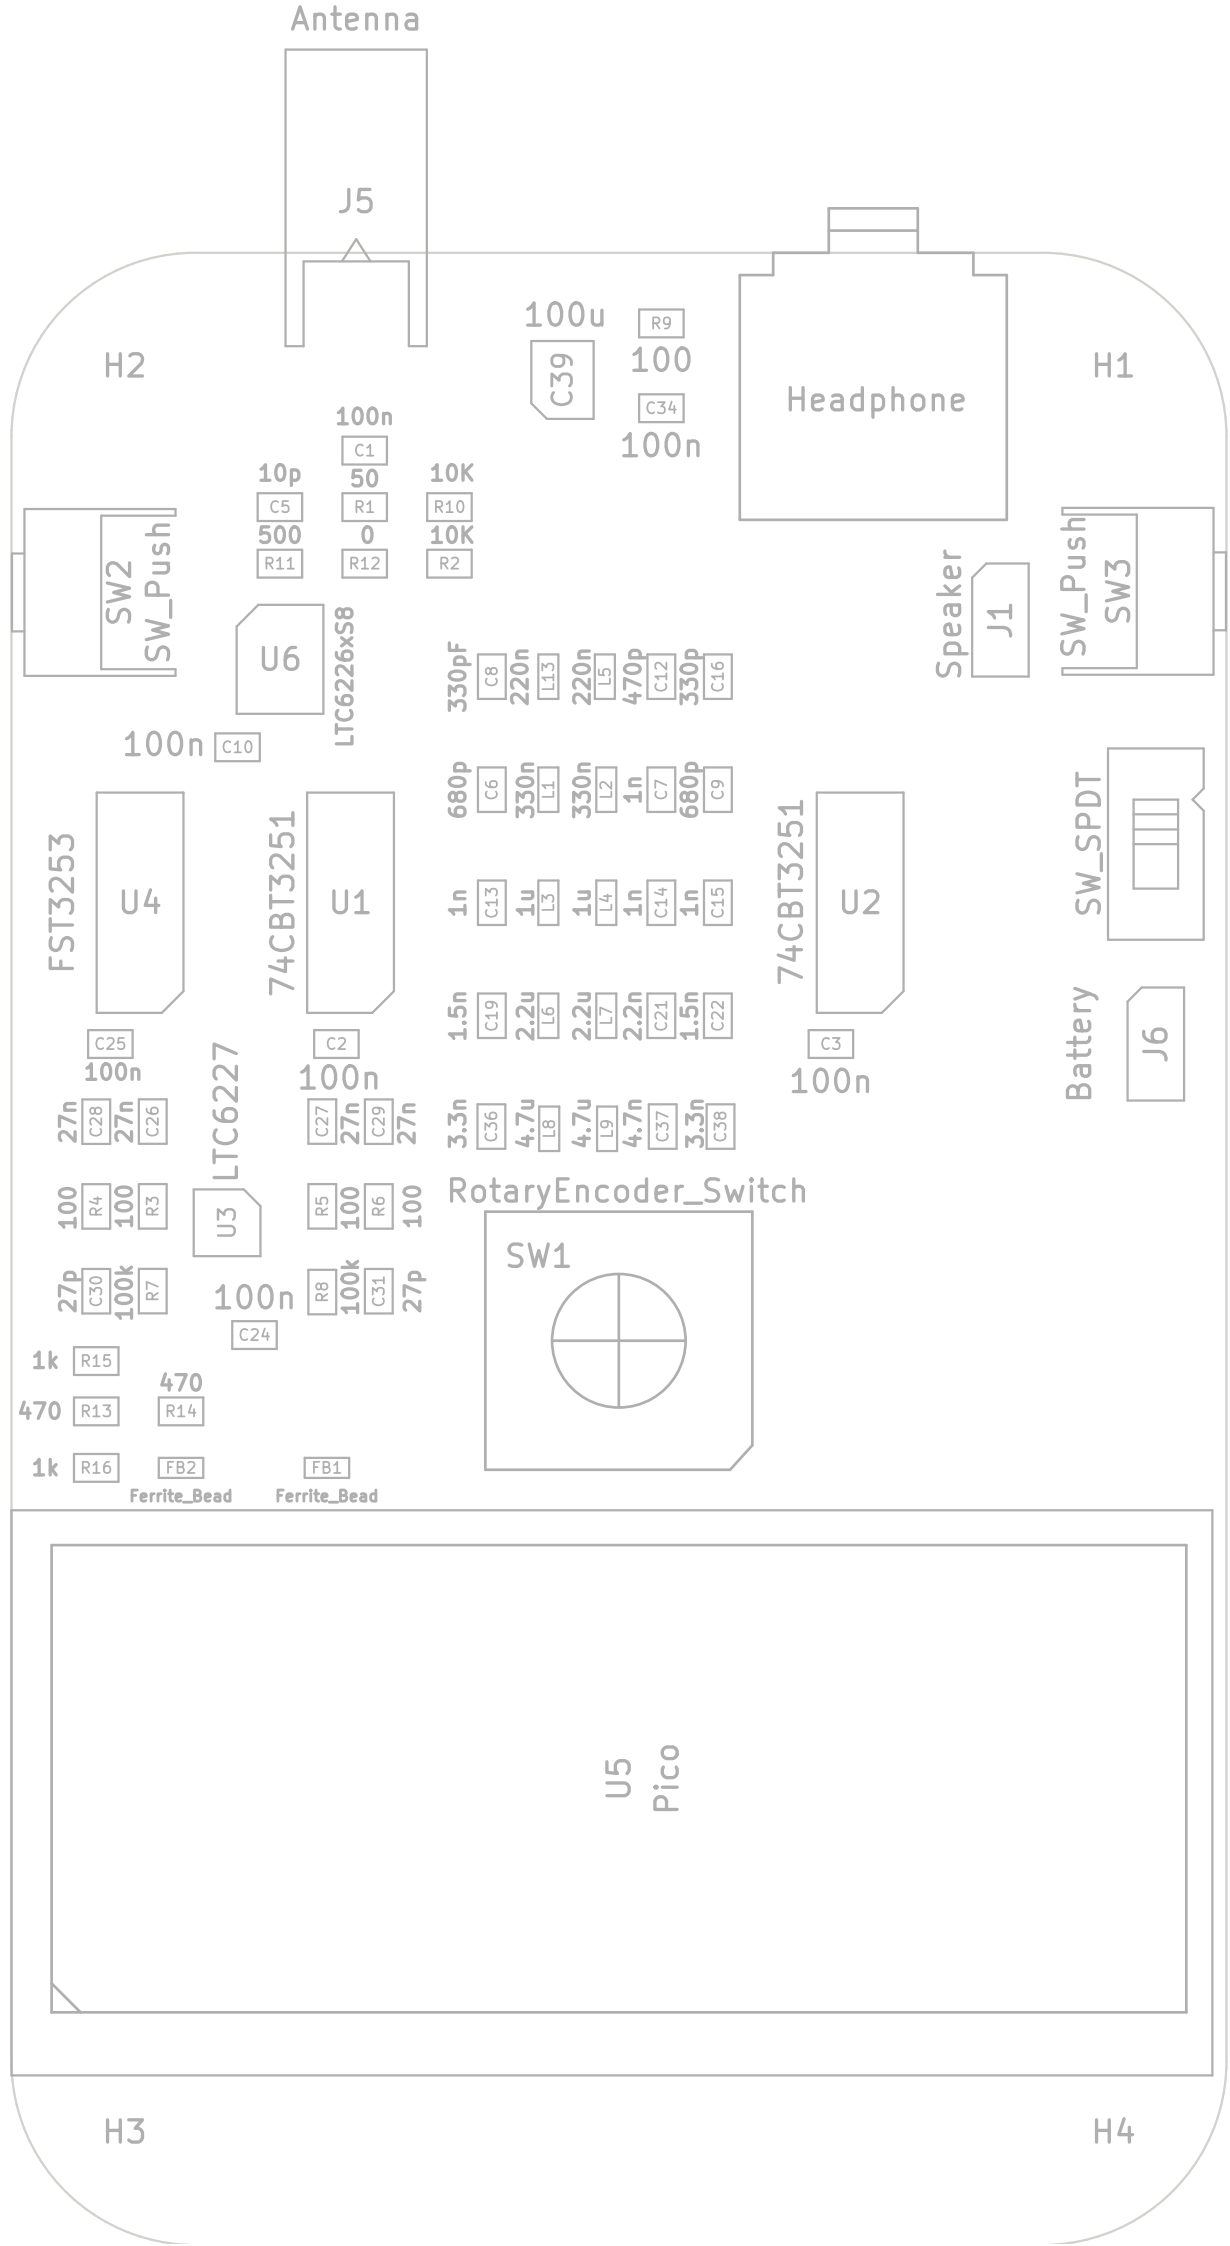 Antenna
J5
100u
R9
100
H2
C39
Headphone
H1
C34
100n
100n
C1
10p
50
10K
C5
R1
R10
500
0
10K
R11
R12
R2
SW2
SW_Push
Speaker
J1
SW_Push
SW3
U6
LTC6226xS8
330pF
C8
220n
L13
220n
L5
470p
C12
330p
C16
100n
C10
680p
C6
330n
L1
330n
L2
1n
C7
680p
C9
SW_SPDT
FST3253
U4
74CBT3251
U1
1n
C13
1u
L3
1u
L4
1n
C14
1n
C15
74CBT3251
U2
1.5n
C19
2.2u
L6
2.2u
L7
2.2n
C21
1.5n
C22
C25
100n
C2
100n
C3
100n
Battery
J6
27n
C28
27n
C26
LTC6227
C27
27n
C29
27n
3.3n
C36
4.7u
L8
4.7u
L9
4.7n
C37
3.3n
C38
100
R4
100
R3
U3
R5
100
R6
100
RotaryEncoder_Switch
SW1
27p
C30
100k
R7
100n
R8
100k
C31
27p
C24
1k
R15
470
470
R13
R14
1k
R16
FB2
FB1
Ferrite_Bead
Ferrite_Bead
U5
Pico
H3
H4